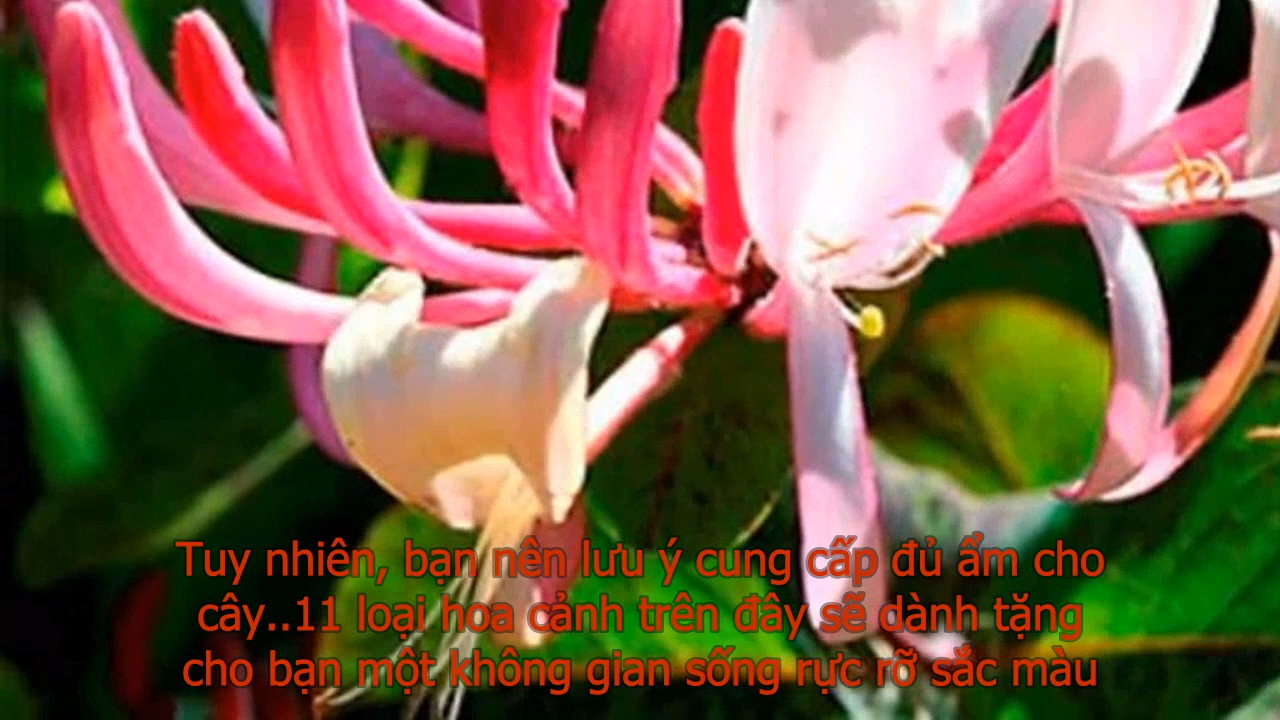 Tuy nhiên, bạn nên lưu ý cung cấp đủ ẩm cho
cây..11 loại hoa cảnh trên đây sẽ dành tặng
cho bạn một không gian sống rực rỡ sắc màu